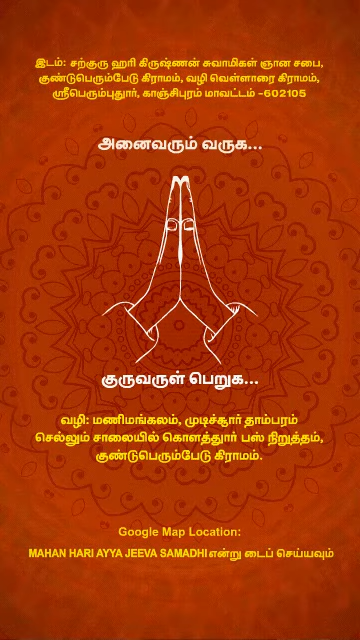 இடம்: சற்குரு ஹரி கிருஷ்ணன் சுவாமிகள் ஞான சபை,
குண்டுபெரும்பேடு கிராமம், வழி வெள்ளாரை கிராமம்,
ஸ்ரீபெரும்புதூர், காஞ்சிபுரம் மாவட்டம் -602105
அனைவரும் வருக...
குருவருள் பெறுக...
வழி: மணிமங்கலம், முடிச்சூர் தாம்பரம்
செல்லும் சாலையில் கொளத்தூர் பஸ் நிறுத்தம்,
குண்டுபெரும்பேடு கிராமம்.
Google Map Location:
MAHAN HARI AYYA JEEVA SAMADHI என்று டைப் செய்யவும்